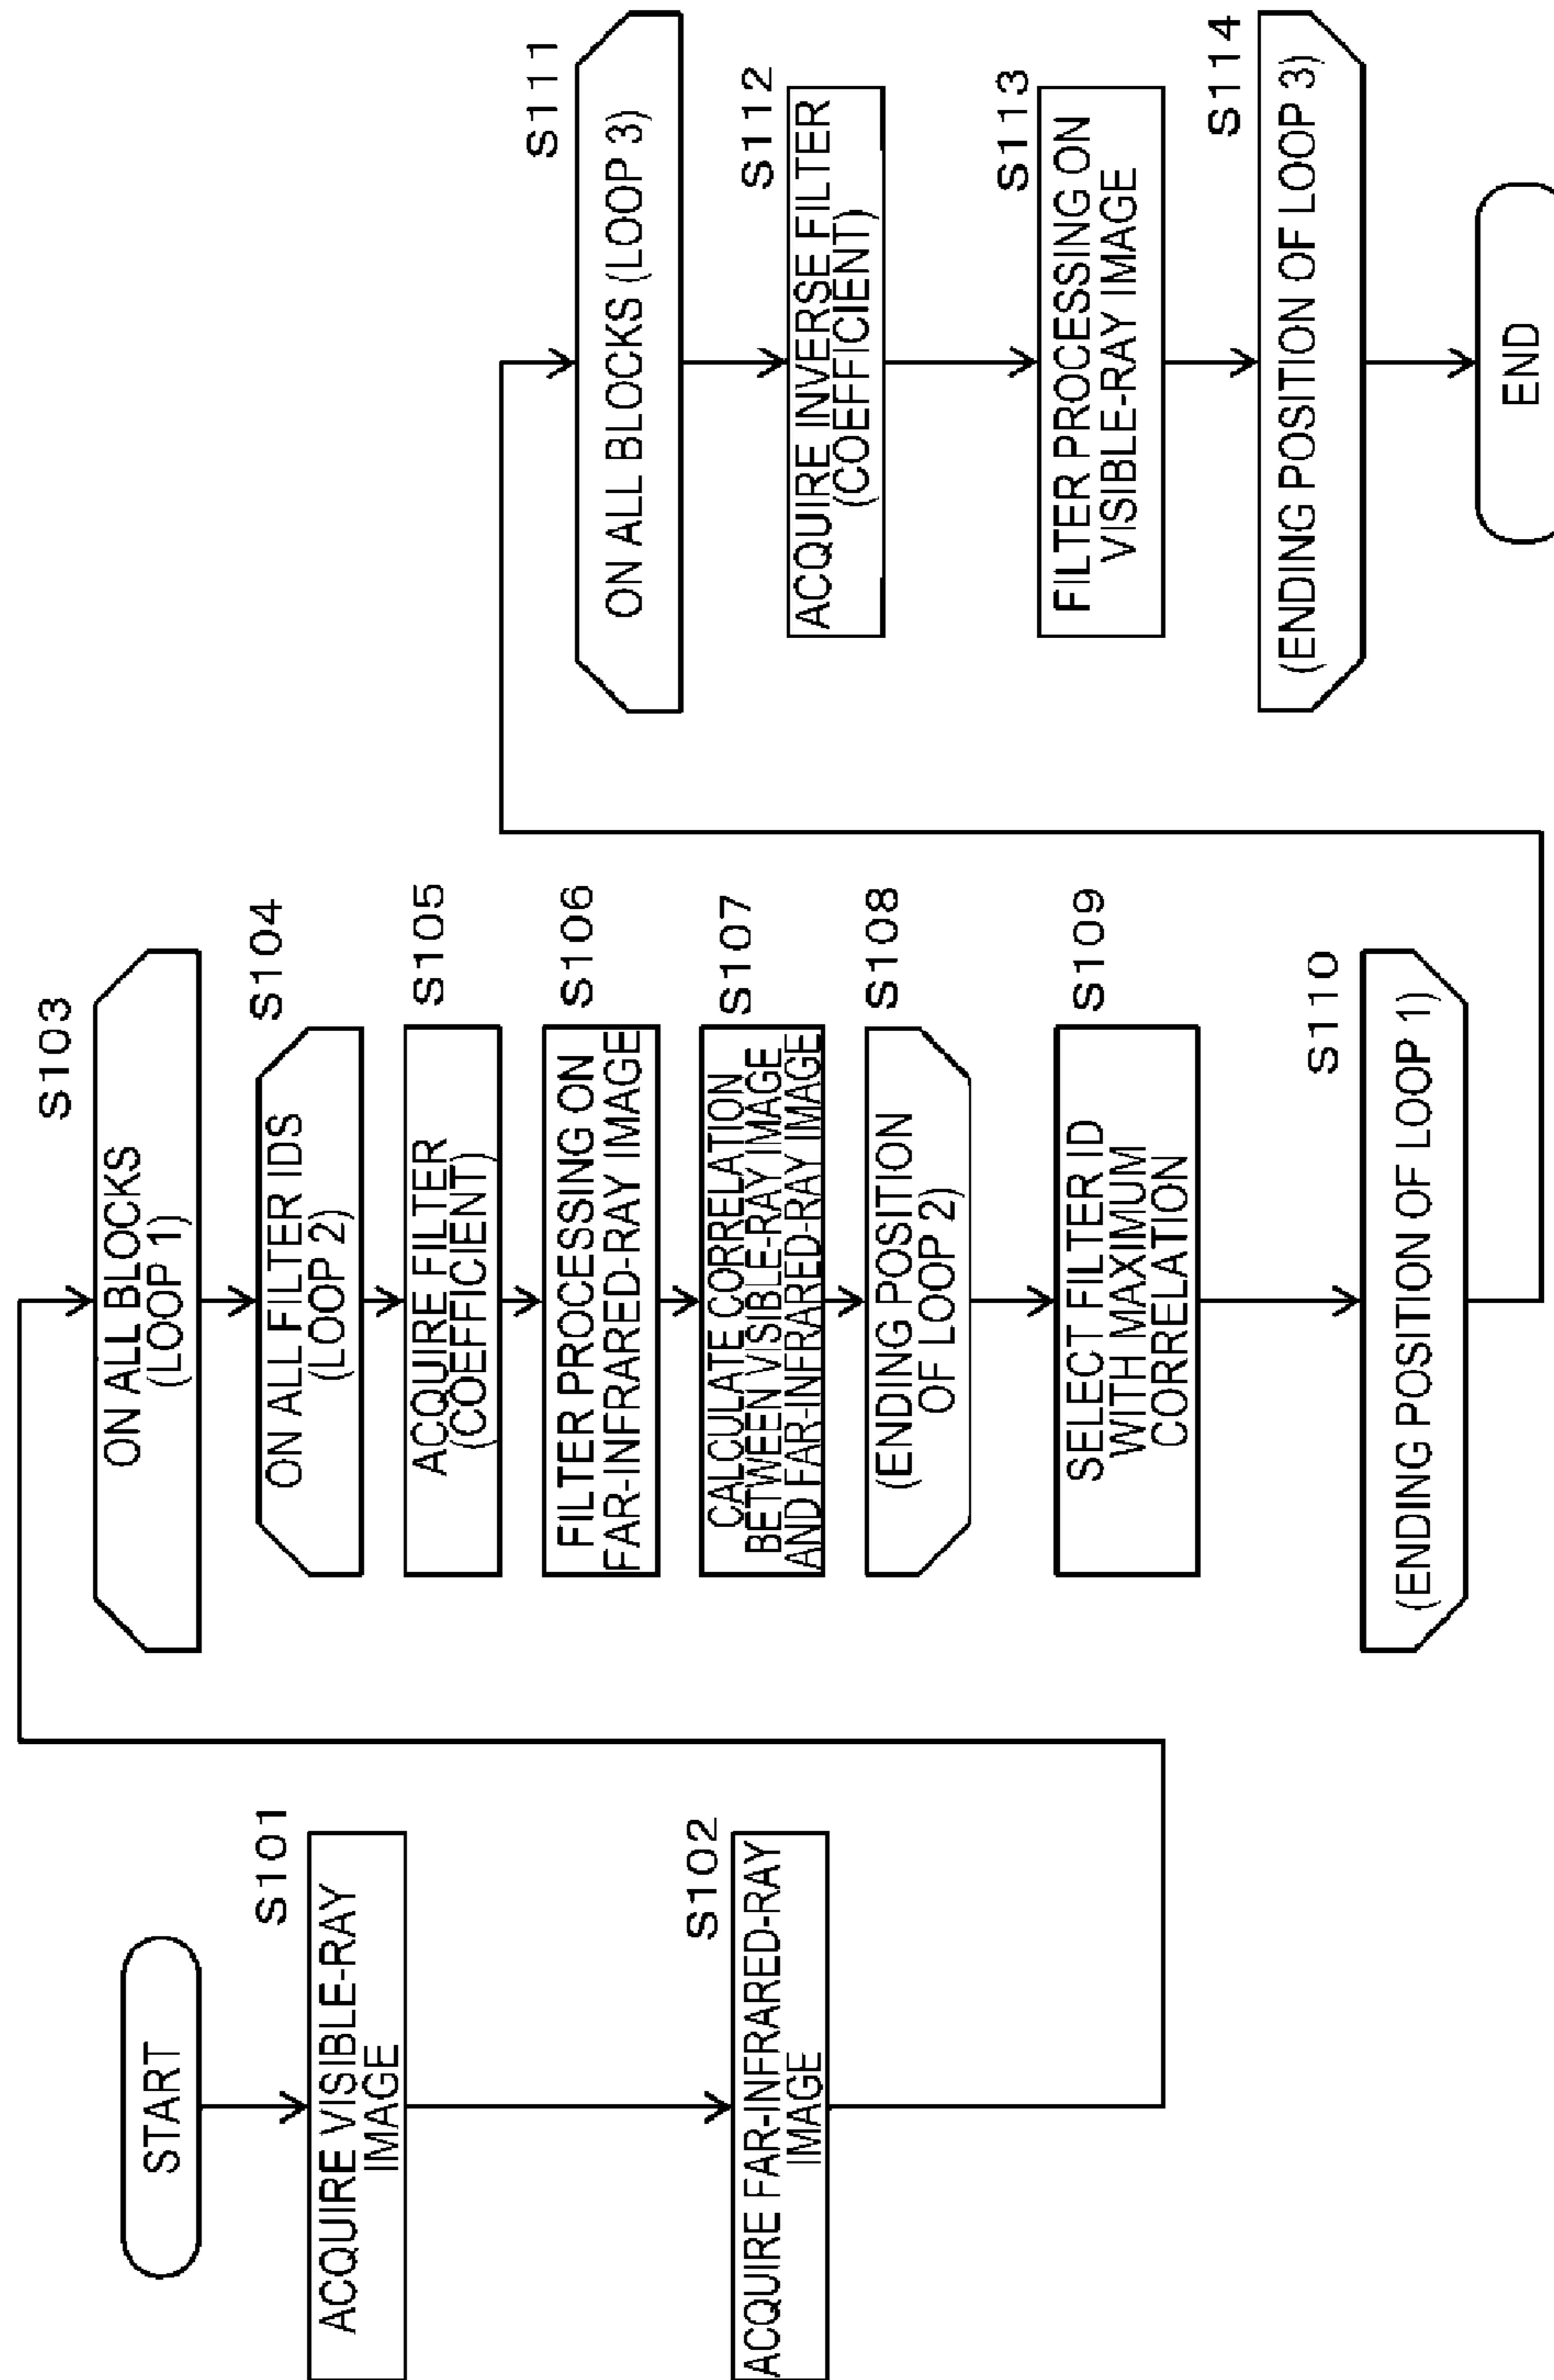 START
S101
ACQUIRE VISIBLE-RAY
IMAGE
S102
ACQUIRE FAR-INFRARED-RAY
IMAGE
S103
ON ALL BLOCKS
(LOOP 1)
S104
ON ALL FILTER IDS
(LOOP 2)
S105
ACQUIRE FILTER
(COEFFICIENT)
S106
FILTER PROCESSING ON
FAR-INFRARED-RAY IMAGE
S107
CALCULATE CORRELATION
BETWEEN VISIBLE-RAY IMAGE
AND FAR-INFRARED-RAY IMAGE
S108
(ENDING POSITION
OF LOOP 2)
S109
SELECT FILTER ID
WITH MAXIMUM
CORRELATION
S110
(ENDING POSITION OF LOOP 1)
S111
ON ALL BLOCKS (LOOP 3)
S112
ACQUIRE INVERSE FILTER
(COEFFICIENT)
S113
FILTER PROCESSING ON
VISIBLE-RAY IMAGE
S114
(ENDING POSITION OF LOOP 3)
END